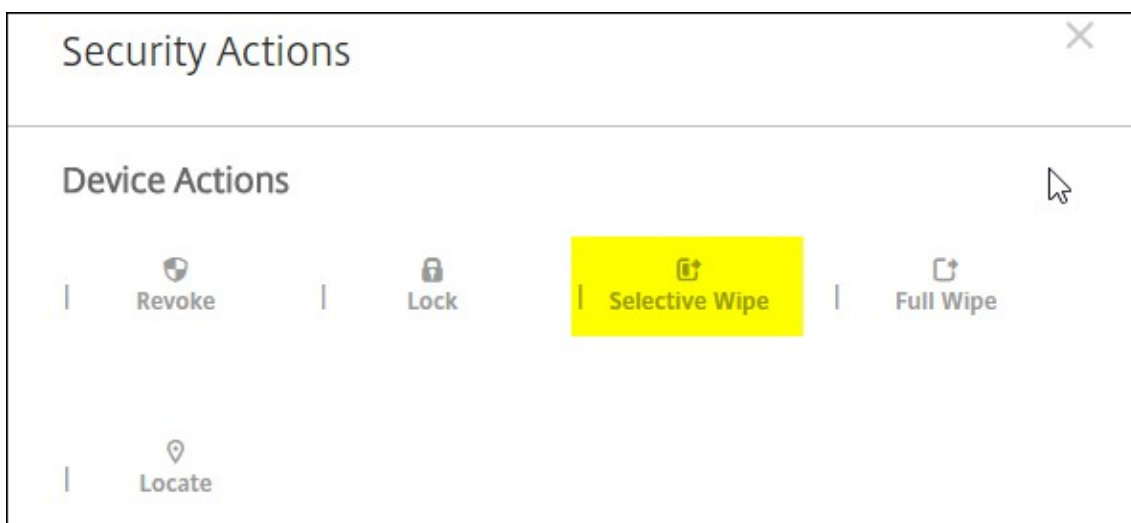 Security Actions
Device Actions
Revoke Lock Selective Wipe Full Wipe
Locate